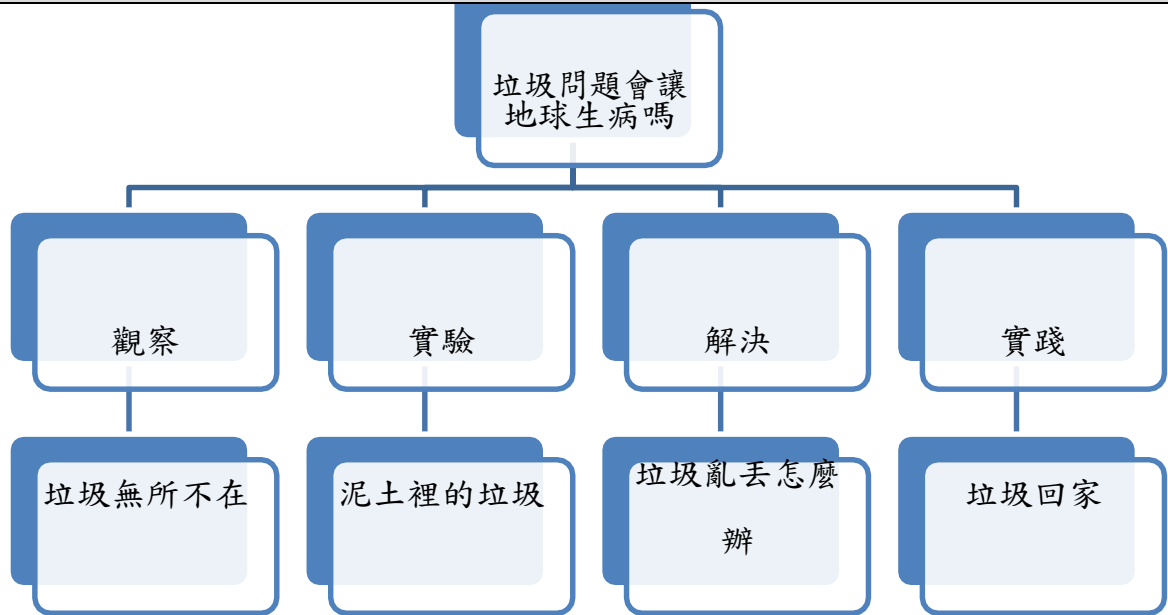 垃圾問題會讓
地球生病嗎
觀察
實驗
解決
實踐
垃圾無所不在
泥土裡的垃圾
垃圾亂丟怎麼
辦
垃圾回家